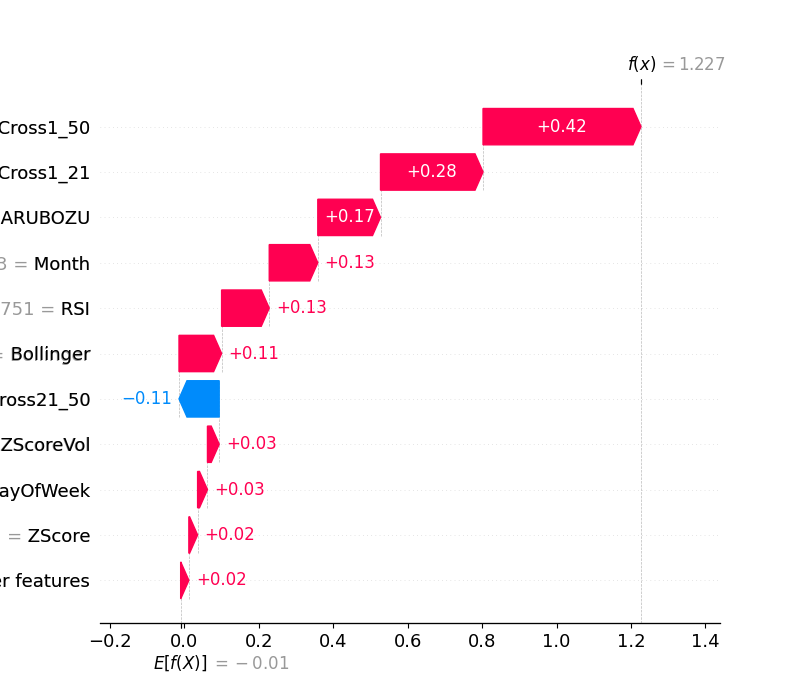 f(x) = 1.227
Cross1_50 +0.42
Cross1_21 +0.28
ARUBOZU +0.17
3 = Month +0.13
751 = RSI +0.13
= Bollinger +0.11
ross21_50 −0.11
ZScoreVol +0.03
ayOfWeek +0.03
= ZScore +0.02
er features +0.02
−0.2 0.0 0.2 0.4 0.6 0.8 1.0 1.2 1.4
E[f(X)] = −0.01